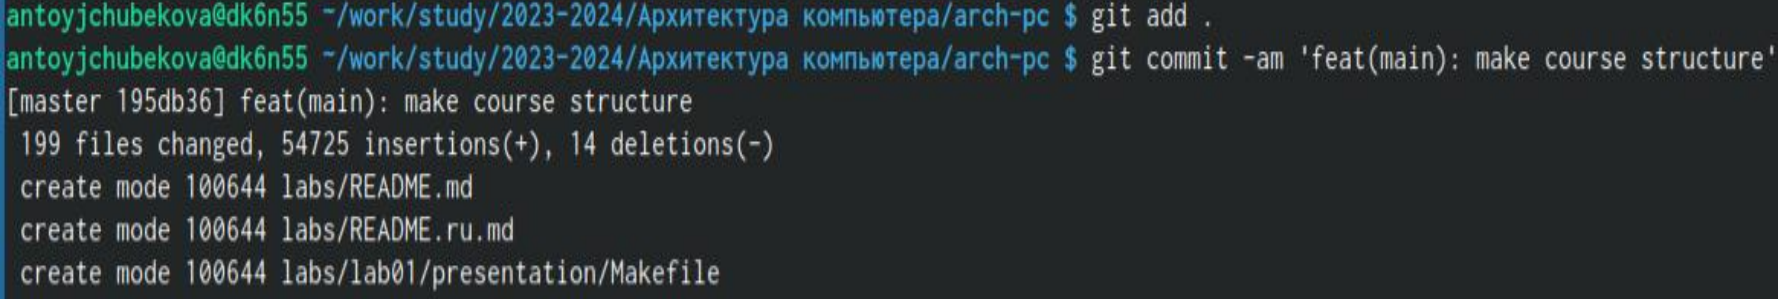 antoyjchubekova@dk6n55 ~/work/study/2023-2024/Архитектура компьютера/arch-pc $ git add .
antoyjchubekova@dk6n55 ~/work/study/2023-2024/Архитектура компьютера/arch-pc $ git commit -am 'feat(main): make course structure'
[master 195db36] feat(main): make course structure
 199 files changed, 54725 insertions(+), 14 deletions(-)
 create mode 100644 labs/README.md
 create mode 100644 labs/README.ru.md
 create mode 100644 labs/lab01/presentation/Makefile